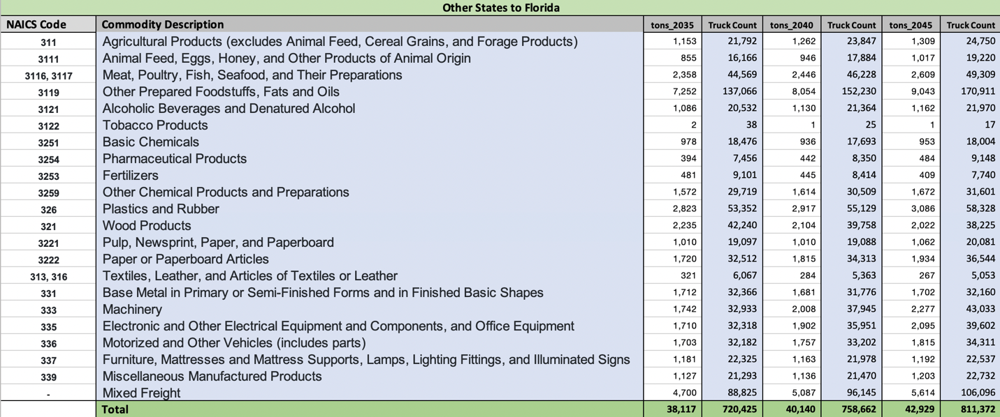 Other States to Florida
NAICS Code Commodity Description tons_2035 Truck Count tons_2040 Truck Count tons_2045 Truck Count
311 Agricultural Products (excludes Animal Feed, Cereal Grains, and Forage Products) 1,153 21,792 1,262 23,847 1,309 24,750
3111 Animal Feed, Eggs, Honey, and Other Products of Animal Origin 855 16,166 946 17,884 1,017 19,220
3116, 3117 Meat, Poultry, Fish, Seafood, and Their Preparations 2,358 44,569 2,446 46,228 2,609 49,309
3119 Other Prepared Foodstuffs, Fats and Oils 7,252 137,066 8,054 152,230 9,043 170,911
3121 Alcoholic Beverages and Denatured Alcohol 1,086 20,532 1,130 21,364 1,162 21,970
3122 Tobacco Products 2 38 1 25 1 17
3251 Basic Chemicals 978 18,476 936 17,693 953 18,004
3254 Pharmaceutical Products 394 7,456 442 8,350 484 9,148
3253 Fertilizers 481 9,101 445 8,414 409 7,740
3259 Other Chemical Products and Preparations 1,572 29,719 1,614 30,509 1,672 31,601
326 Plastics and Rubber 2,823 53,352 2,917 55,129 3,086 58,328
321 Wood Products 2,235 42,240 2,104 39,758 2,022 38,225
3221 Pulp, Newsprint, Paper, and Paperboard 1,010 19,097 1,010 19,088 1,062 20,081
3222 Paper or Paperboard Articles 1,720 32,512 1,815 34,313 1,934 36,544
313, 316 Textiles, Leather, and Articles of Textiles or Leather 321 6,067 284 5,363 267 5,053
331 Base Metal in Primary or Semi-Finished Forms and in Finished Basic Shapes 1,712 32,366 1,681 31,776 1,702 32,160
333 Machinery 1,742 32,933 2,008 37,945 2,277 43,033
335 Electronic and Other Electrical Equipment and Components, and Office Equipment 1,710 32,318 1,902 35,951 2,095 39,602
336 Motorized and Other Vehicles (includes parts) 1,703 32,182 1,757 33,202 1,815 34,311
337 Furniture, Mattresses and Mattress Supports, Lamps, Lighting Fittings, and Illuminated Signs 1,181 22,325 1,163 21,978 1,192 22,537
339 Miscellaneous Manufactured Products 1,127 21,293 1,136 21,470 1,203 22,732
- Mixed Freight 4,700 88,825 5,087 96,145 5,614 106,096
Total 38,117 720,425 40,140 758,662 42,929 811,372